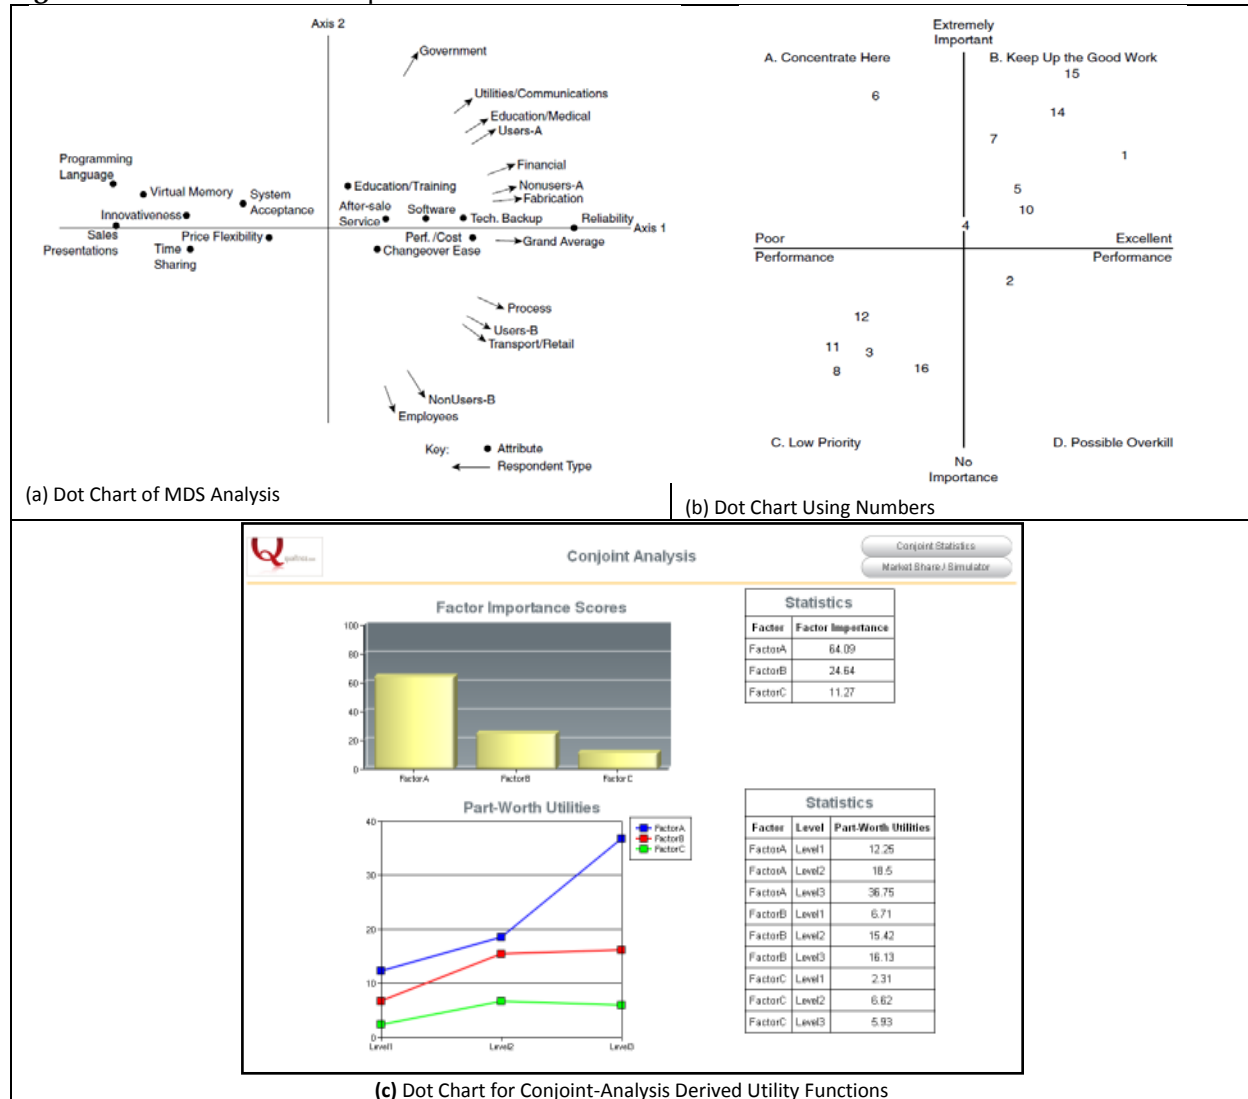 Axis 2
Government
Utilities/Communications
Education/Medical
Users-A
Financial
Programming
Language
Virtual Memory
System
Acceptance
Education/Training
Nonusers-A
Fabrication
Innovativeness
After-sale
Service
Software
Tech. Backup
Reliability
Axis 1
Sales
Presentations
Price Flexibility
Time
Sharing
Perf. /Cost
Changeover Ease
Grand Average
Process
Users-B
Transport/Retail
NonUsers-B
Employees
Key:
Attribute
Respondent Type
(a) Dot Chart of MDS Analysis
Extremely
Important
A. Concentrate Here
B. Keep Up the Good Work
15
6
14
7
1
5
10
4
Poor
Performance
Excellent
Performance
2
12
11
3
8
16
C. Low Priority
D. Possible Overkill
No
Importance
(b) Dot Chart Using Numbers
Conjoint Analysis
Conjoint Statistics
Market Share / Simulator
Factor Importance Scores
100
80
60
40
20
0
FactorA FactorB FactorC
Statistics
Factor Factor Importance
FactorA 64.09
FactorB 24.64
FactorC 11.27
Part-Worth Utilities
40
30
20
10
0
Level1 Level2 Level3
FactorA
FactorB
FactorC
Statistics
Factor Level Part-Worth Utilities
FactorA Level1 12.25
FactorA Level2 18.5
FactorA Level3 36.75
FactorB Level1 6.71
FactorB Level2 15.42
FactorB Level3 16.13
FactorC Level1 2.31
FactorC Level2 6.62
FactorC Level3 5.93
(c) Dot Chart for Conjoint-Analysis Derived Utility Functions